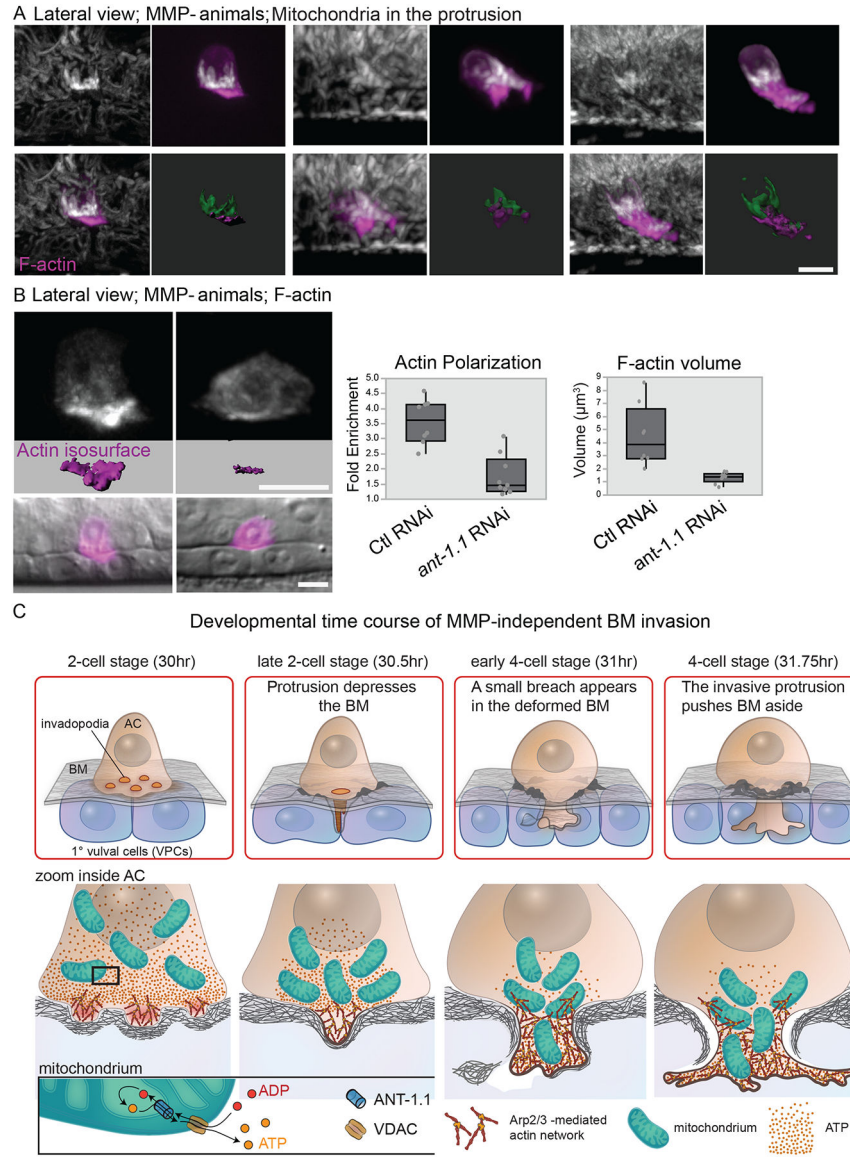 A Lateral view; MMP- animals; Mitochondria in the protrusion
F-actin
B Lateral view; MMP- animals; F-actin
Actin isosurface
Actin Polarization
Fold Enrichment
5.0
4.5
4.0
3.5
3.0
2.5
2.0
1.5
1.0
Ctl RNAi
ant-1.1 RNAi
F-actin volume
Volume (µm³)
9
8
7
6
5
4
3
2
1
0
Ctl RNAi
ant-1.1 RNAi
C
Developmental time course of MMP-independent BM invasion
2-cell stage (30hr)
late 2-cell stage (30.5hr)
early 4-cell stage (31hr)
4-cell stage (31.75hr)
invadopodia
AC
BM
1° vulval cells (VPCs)
Protrusion depresses
the BM
A small breach appears
in the deformed BM
The invasive protrusion
pushes BM aside
zoom inside AC
mitochondrium
ADP
ATP
ANT-1.1
VDAC
Arp2/3 -mediated
actin network
mitochondrium
ATP